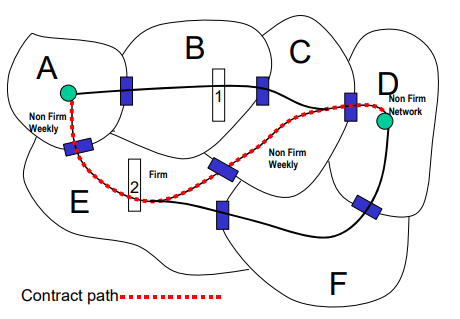 B
C
A
D
1
Non Firm
Network
Non Firm
Weekly
Non Firm
Weekly
Firm
2
E
F
Contract path